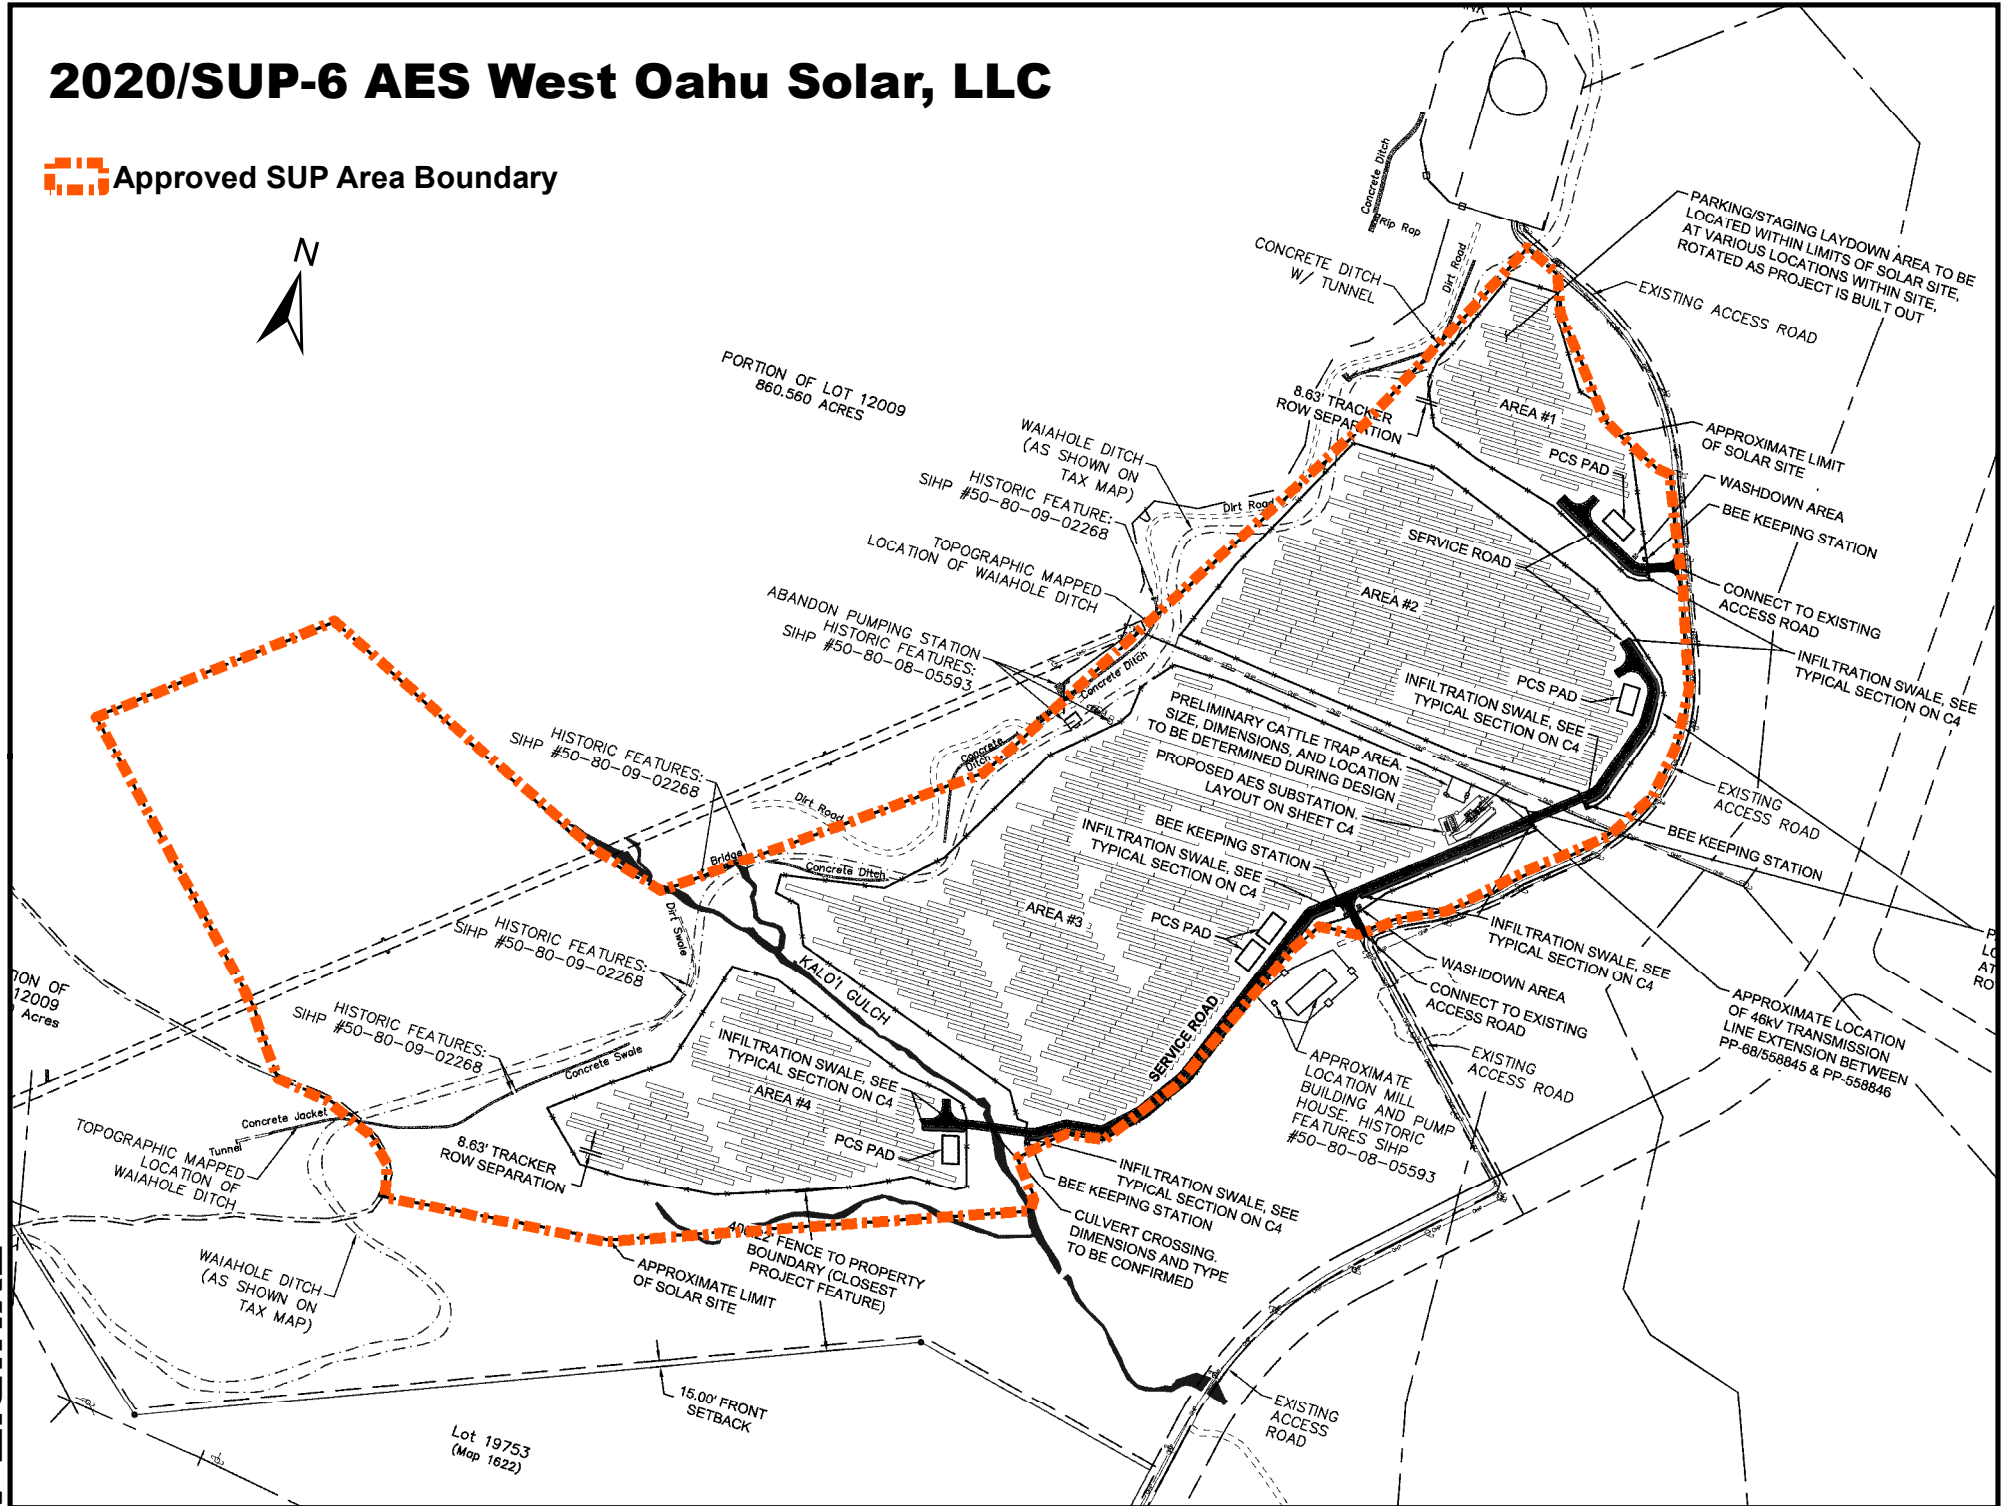 2020/SUP-6 AES West Oahu Solar, LLC
Approved SUP Area Boundary
N
Concrete Ditch
Rip Rap
Dirt Road
CONCRETE DITCH
W/ TUNNEL
PARKING/STAGING LAYDOWN AREA TO BE
LOCATED WITHIN LIMITS OF SOLAR SITE,
AT VARIOUS LOCATIONS WITHIN SITE,
ROTATED AS PROJECT IS BUILT OUT
EXISTING ACCESS ROAD
PORTION OF LOT 12009
860.560 ACRES
8.63' TRACKER
ROW SEPARATION
AREA #1
APPROXIMATE LIMIT
OF SOLAR SITE
PCS PAD
WASHDOWN AREA
BEE KEEPING STATION
WAIAHOLE DITCH
(AS SHOWN ON
TAX MAP)
HISTORIC FEATURE:
SIHP #50-80-09-02268
Dirt Road
SERVICE ROAD
TOPOGRAPHIC MAPPED
LOCATION OF WAIAHOLE DITCH
AREA #2
CONNECT TO EXISTING
ACCESS ROAD
ABANDON PUMPING STATION
HISTORIC FEATURES:
SIHP #50-80-08-05593
Concrete Ditch
INFILTRATION SWALE, SEE
TYPICAL SECTION ON C4
PCS PAD
INFILTRATION SWALE, SEE
TYPICAL SECTION ON C4
PRELIMINARY CATTLE TRAP AREA.
SIZE, DIMENSIONS, AND LOCATION
TO BE DETERMINED DURING DESIGN
HISTORIC FEATURES:
SIHP #50-80-09-02268
Concrete
Ditch
PROPOSED AES SUBSTATION.
LAYOUT ON SHEET C4
Dirt Road
EXISTING
ACCESS ROAD
BEE KEEPING STATION
INFILTRATION SWALE, SEE
TYPICAL SECTION ON C4
BEE KEEPING STATION
Bridge
Concrete Ditch
AREA #3
PCS PAD
Dirt Swale
HISTORIC FEATURES:
SIHP #50-80-09-02268
INFILTRATION SWALE, SEE
TYPICAL SECTION ON C4
KALO'I GULCH
WASHDOWN AREA
CONNECT TO EXISTING
ACCESS ROAD
TION OF
12009
Acres
P
LO
AT
RO
HISTORIC FEATURES:
SIHP #50-80-09-02268
APPROXIMATE LOCATION
OF 46kV TRANSMISSION
LINE EXTENSION BETWEEN
PP-68/558845 & PP-558846
SERVICE ROAD
INFILTRATION SWALE, SEE
TYPICAL SECTION ON C4
Concrete Swale
AREA #4
EXISTING
ACCESS ROAD
APPROXIMATE
LOCATION MILL
BUILDING AND PUMP
HOUSE. HISTORIC
FEATURES SIHP
#50-80-08-05593
Concrete Jacket
Tunnel
TOPOGRAPHIC MAPPED
LOCATION OF
WAIAHOLE DITCH
8.63' TRACKER
ROW SEPARATION
PCS PAD
INFILTRATION SWALE, SEE
TYPICAL SECTION ON C4
BEE KEEPING STATION
CULVERT CROSSING.
DIMENSIONS AND TYPE
TO BE CONFIRMED
FENCE TO PROPERTY
BOUNDARY (CLOSEST
PROJECT FEATURE)
WAIAHOLE DITCH
(AS SHOWN ON
TAX MAP)
APPROXIMATE LIMIT
OF SOLAR SITE
15.00' FRONT
SETBACK
EXISTING
ACCESS
ROAD
Lot 19753
(Map 1622)